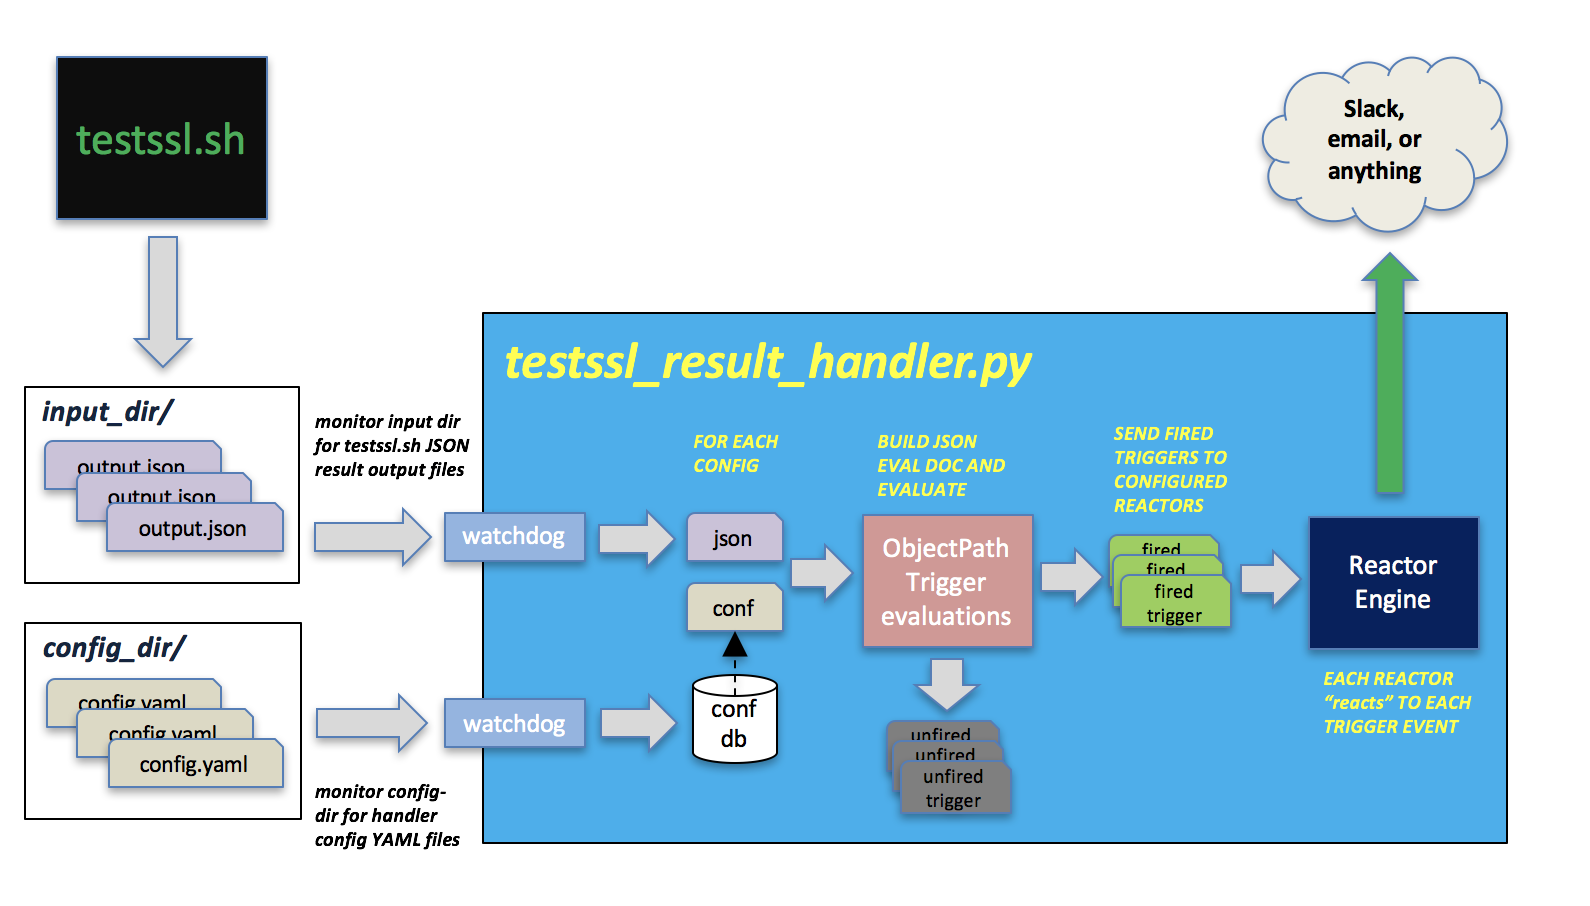 testssl.sh
Slack,
email, or
anything
testssl_result_handler.py
input_dir/
output.json
output.json
output.json
monitor input dir
for testssl.sh JSON
result output files
watchdog
FOR EACH
CONFIG
json
conf
BUILD JSON
EVAL DOC AND
EVALUATE
ObjectPath
Trigger
evaluations
SEND FIRED
TRIGGERS TO
CONFIGURED
REACTORS
fired
fired
fired
trigger
Reactor
Engine
EACH REACTOR
“reacts” TO EACH
TRIGGER EVENT
config_dir/
config.yaml
config.yaml
config.yaml
monitor config-
dir for handler
config YAML files
watchdog
conf
db
unfired
unfired
unfired
trigger